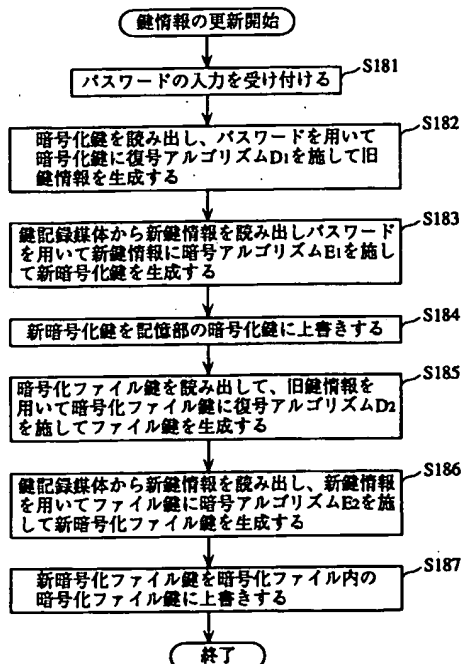 鍵情報の更新開始
S181
パスワードの入力を受け付ける
S182
暗号化鍵を読み出し、パスワードを用いて
暗号化鍵に復号アルゴリズムD1を施して旧
鍵情報を生成する
S183
鍵記録媒体から新鍵情報を読み出しパスワード
を用いて新鍵情報に暗号アルゴリズムE1を施し
て新暗号化鍵を生成する
S184
新暗号化鍵を記憶部の暗号化鍵に上書きする
S185
暗号化ファイル鍵を読み出して、旧鍵情報を
用いて暗号化ファイル鍵に復号アルゴリズムD2
を施してファイル鍵を生成する
S186
鍵記録媒体から新鍵情報を読み出し、新鍵情報
を用いてファイル鍵に暗号アルゴリズムE2を施
して新暗号化ファイル鍵を生成する
S187
新暗号化ファイル鍵を暗号化ファイル内の
暗号化ファイル鍵に上書きする
終了